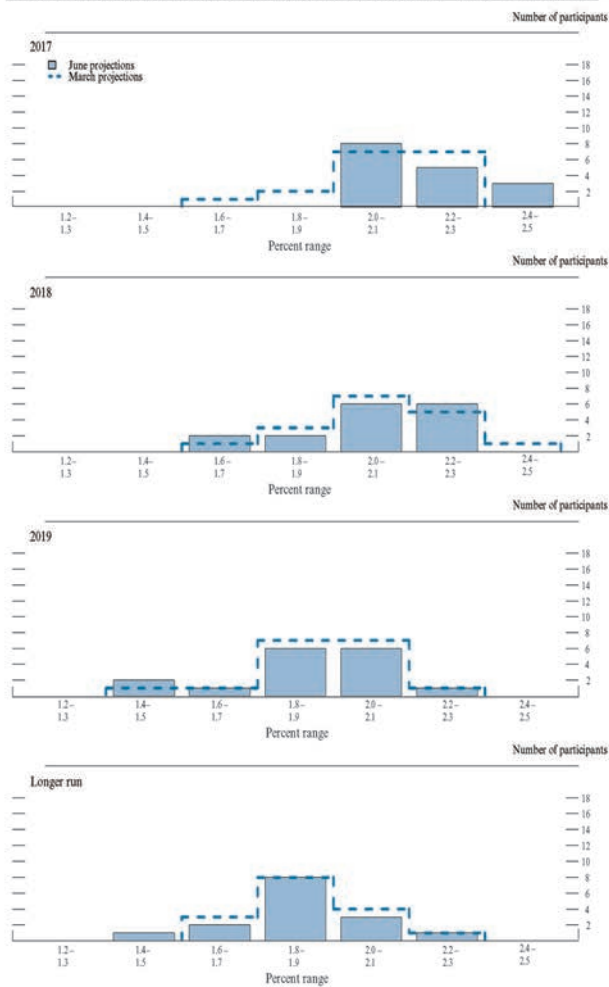 Number of participants
2017
June projections
March projections
18
16
14
12
10
8
6
4
2
1.2– 1.4– 1.6– 1.8– 2.0– 2.2– 2.4–
1.3 1.5 1.7 1.9 2.1 2.3 2.5
Percent range
Number of participants
2018
18
16
14
12
10
8
6
4
2
1.2– 1.4– 1.6– 1.8– 2.0– 2.2– 2.4–
1.3 1.5 1.7 1.9 2.1 2.3 2.5
Percent range
Number of participants
2019
18
16
14
12
10
8
6
4
2
1.2– 1.4– 1.6– 1.8– 2.0– 2.2– 2.4–
1.3 1.5 1.7 1.9 2.1 2.3 2.5
Percent range
Number of participants
Longer run
18
16
14
12
10
8
6
4
2
1.2– 1.4– 1.6– 1.8– 2.0– 2.2– 2.4–
1.3 1.5 1.7 1.9 2.1 2.3 2.5
Percent range